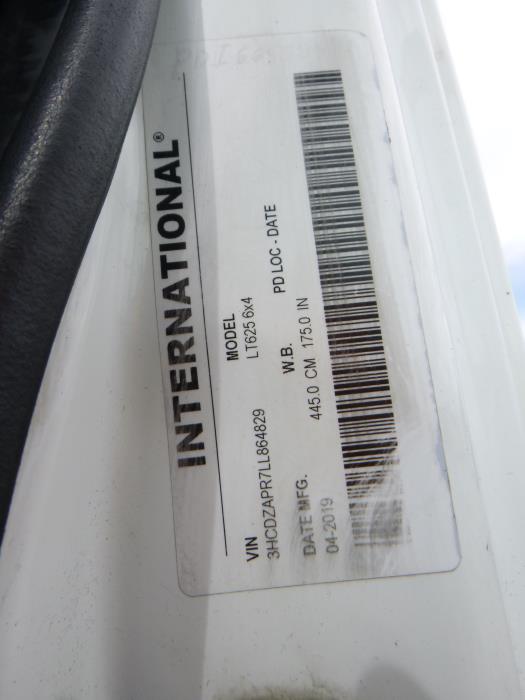 INTERNATIONAL®
VIN MODEL
3HCDZAPR7LL864829 LT625 6x4
DATE MFG. W.B. PD LOC - DATE
04-2019 445.0 CM 175.0 IN